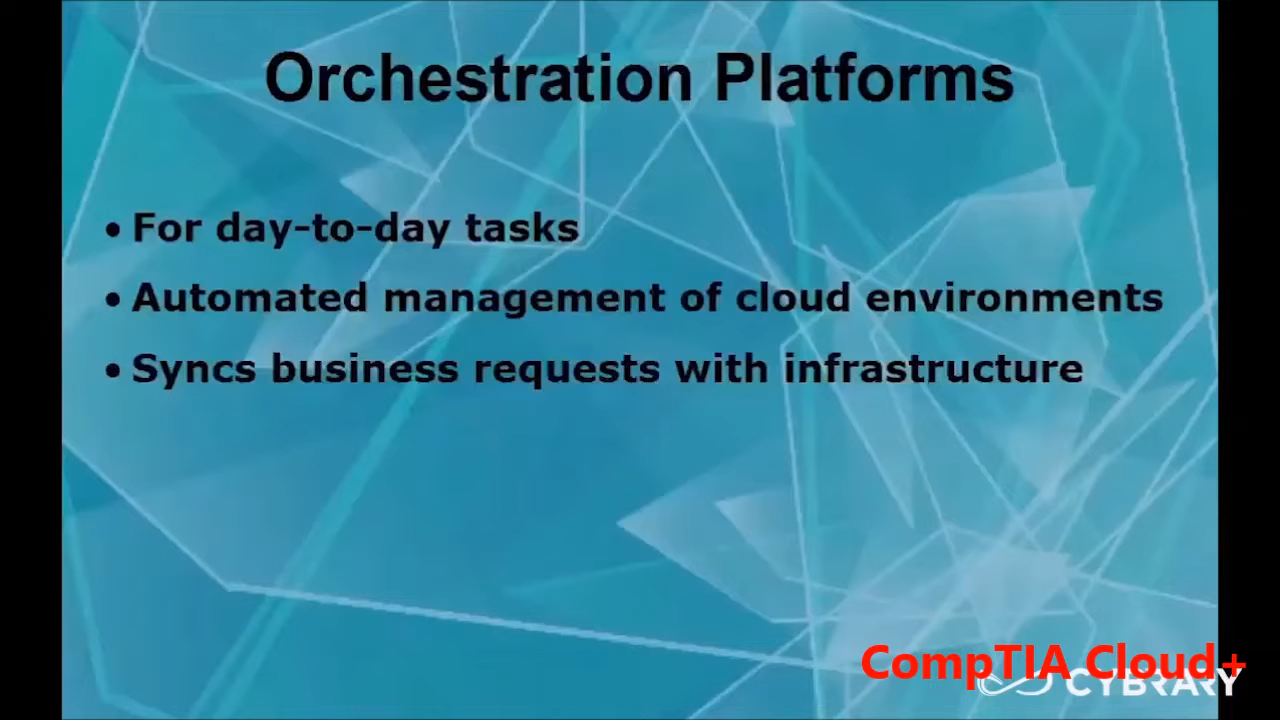 Orchestration Platforms
• For day-to-day tasks
• Automated management of cloud environments
• Syncs business requests with infrastructure
CompTIA Cloud+
CYBRARY